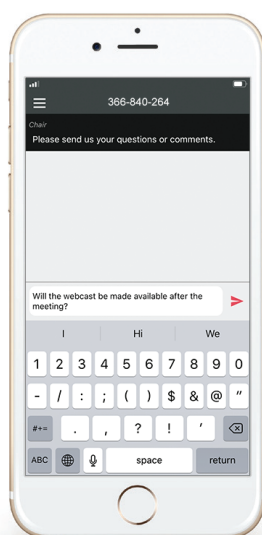 366-840-264
Chair
Please send us your questions or comments.
Will the webcast be made available after the
meeting?
I Hi We
1 2 3 4 5 6 7 8 9 0
- / : ; ( ) $ & @ "
#+= . , ? ! '
ABC space return